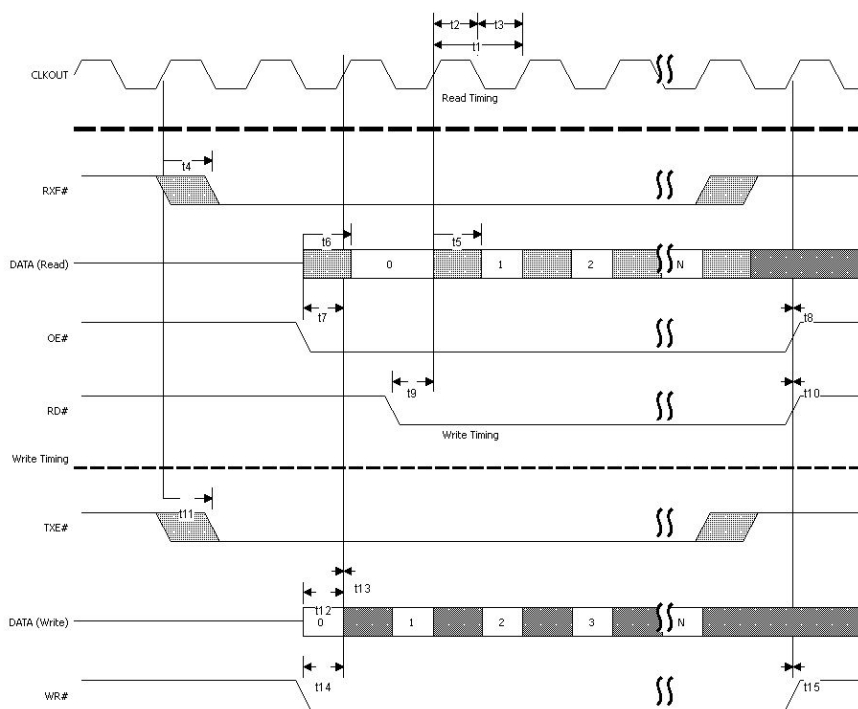 t2 t3
t1
CLKOUT
Read Timing
t4
RXF#
t6 t5
DATA (Read) 0 1 2 N
t7 t8
OE#
t9 t10
RD#
Write Timing
Write Timing
t11
TXE#
t13
t12
DATA (Write) 0 1 2 3 N
t14 t15
WR#